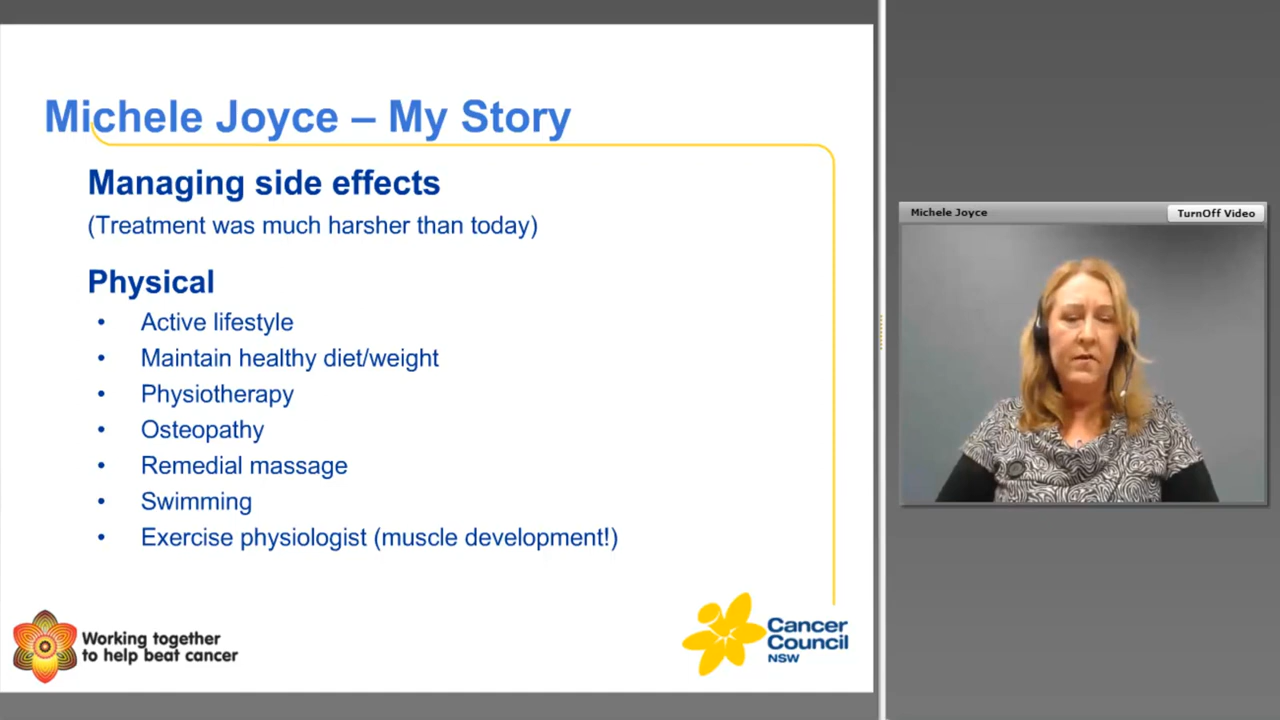 Michele Joyce – My Story
Managing side effects
(Treatment was much harsher than today)
Physical
• Active lifestyle
• Maintain healthy diet/weight
• Physiotherapy
• Osteopathy
• Remedial massage
• Swimming
• Exercise physiologist (muscle development!)
Working together
to help beat cancer
Cancer
Council
NSW
Michele Joyce
TurnOff Video